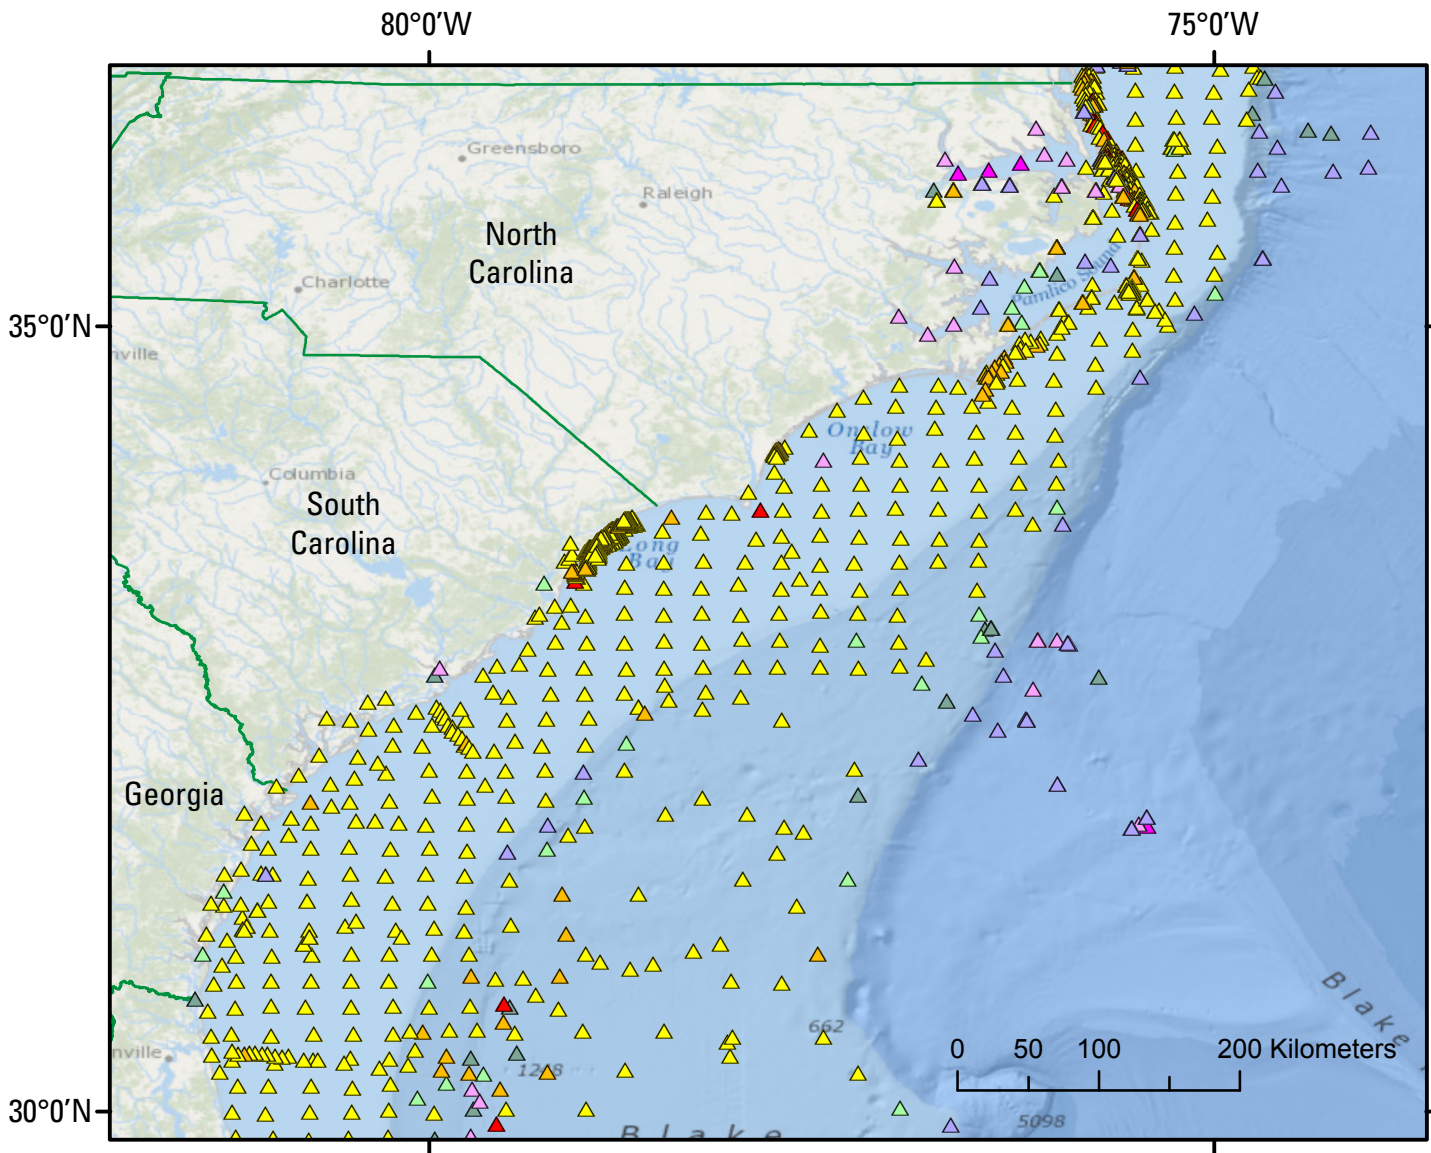 80°0'W
75°0'W
Greensboro
Raleigh
North
Carolina
Charlotte
Pamlico Sound
35°0'N
nville
Onslow
Bay
Columbia
South
Carolina
Long
Bay
Georgia
Blake
662
0 50 100 200 Kilometers
nville
1218
30°0'N
5098
Blake